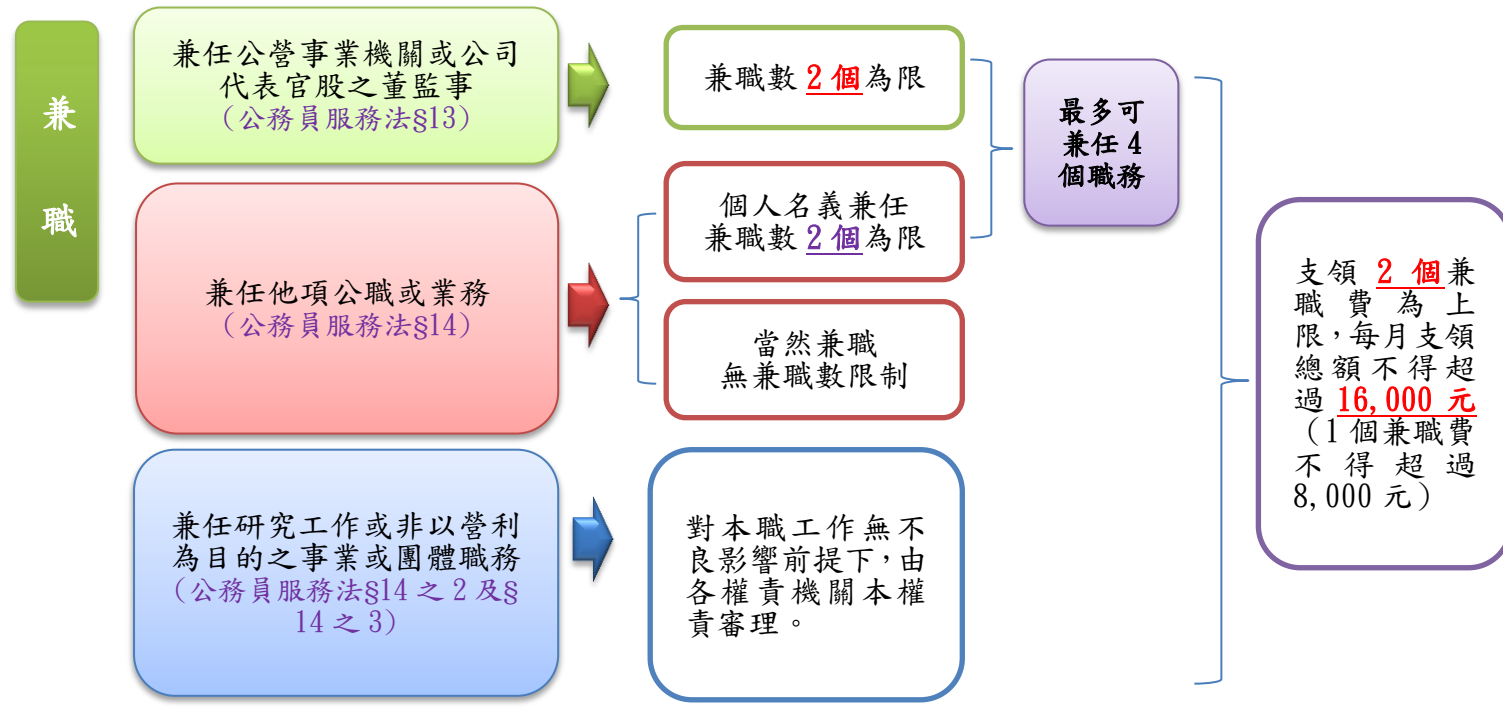 兼
職
兼任公營事業機關或公司
代表官股之董監事
（公務員服務法§13）
兼職數 2 個為限
兼任他項公職或業務
（公務員服務法§14）
個人名義兼任
兼職數 2 個為限
當然兼職
無兼職數限制
最多可
兼任 4
個職務
兼任研究工作或非以營利
為目的之事業或團體職務
（公務員服務法§14 之 2 及§
14 之 3）
對本職工作無不
良影響前提下，由
各權責機關本權
責審理。
支領 2 個兼
職費為上
限，每月支領
總額不得超
過 16,000 元
（1 個兼職費
不得超過
8,000 元）